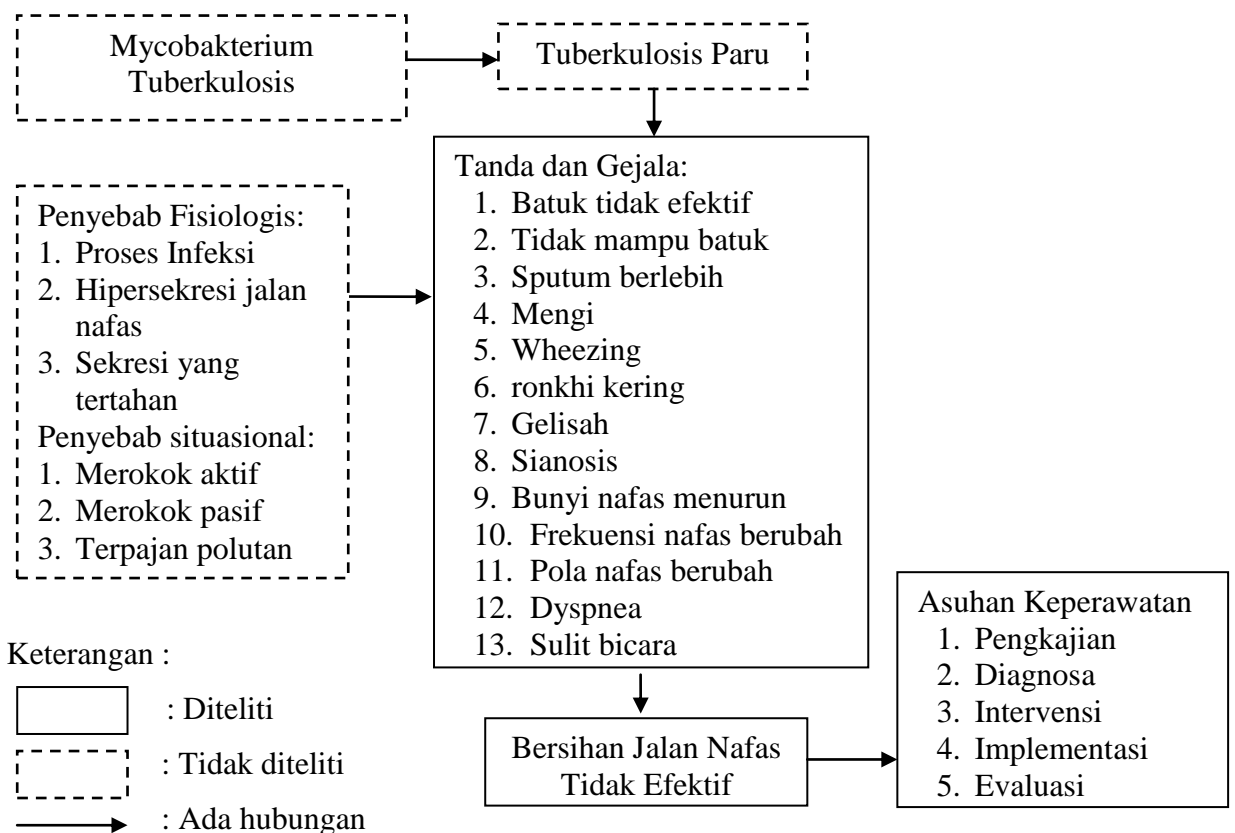 Mycobakterium
Tuberkulosis
Tuberkulosis Paru
Penyebab Fisiologis:
1. Proses Infeksi
2. Hipersekresi jalan
nafas
3. Sekresi yang
tertahan
Penyebab situasional:
1. Merokok aktif
2. Merokok pasif
3. Terpajan polutan
Tanda dan Gejala:
1. Batuk tidak efektif
2. Tidak mampu batuk
3. Sputum berlebih
4. Mengi
5. Wheezing
6. ronkhi kering
7. Gelisah
8. Sianosis
9. Bunyi nafas menurun
10. Frekuensi nafas berubah
11. Pola nafas berubah
12. Dyspnea
13. Sulit bicara
Bersihan Jalan Nafas
Tidak Efektif
Asuhan Keperawatan
1. Pengkajian
2. Diagnosa
3. Intervensi
4. Implementasi
5. Evaluasi
Keterangan :
: Diteliti
: Tidak diteliti
: Ada hubungan